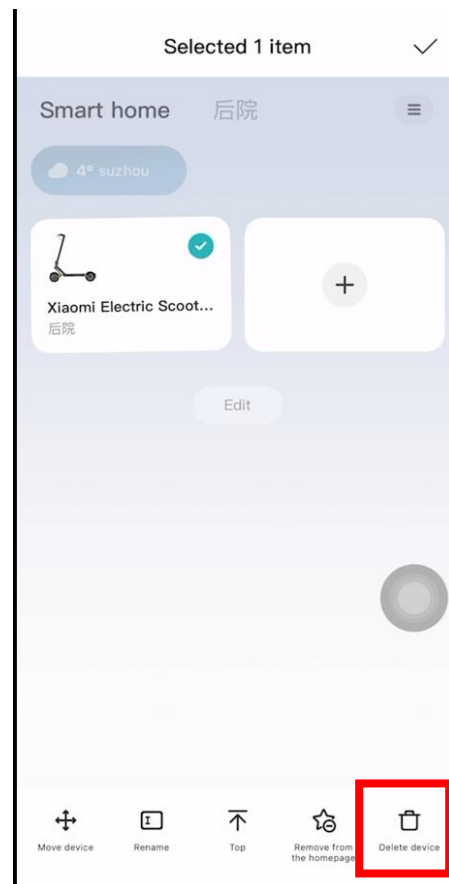 Selected 1 item
Smart home 后院
4° suzhou
Xiaomi Electric Scoot...
后院
Edit
Move device
Rename
Top
Remove from
the homepage
Delete device